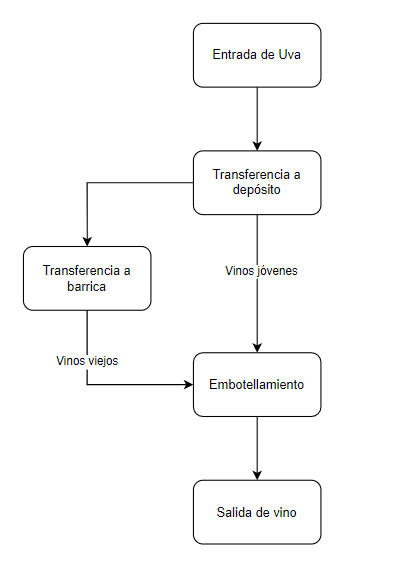 Entrada de Uva
Transferencia a
depósito
Transferencia a
barrica
Vinos jóvenes
Vinos viejos
Embotellamiento
Salida de vino